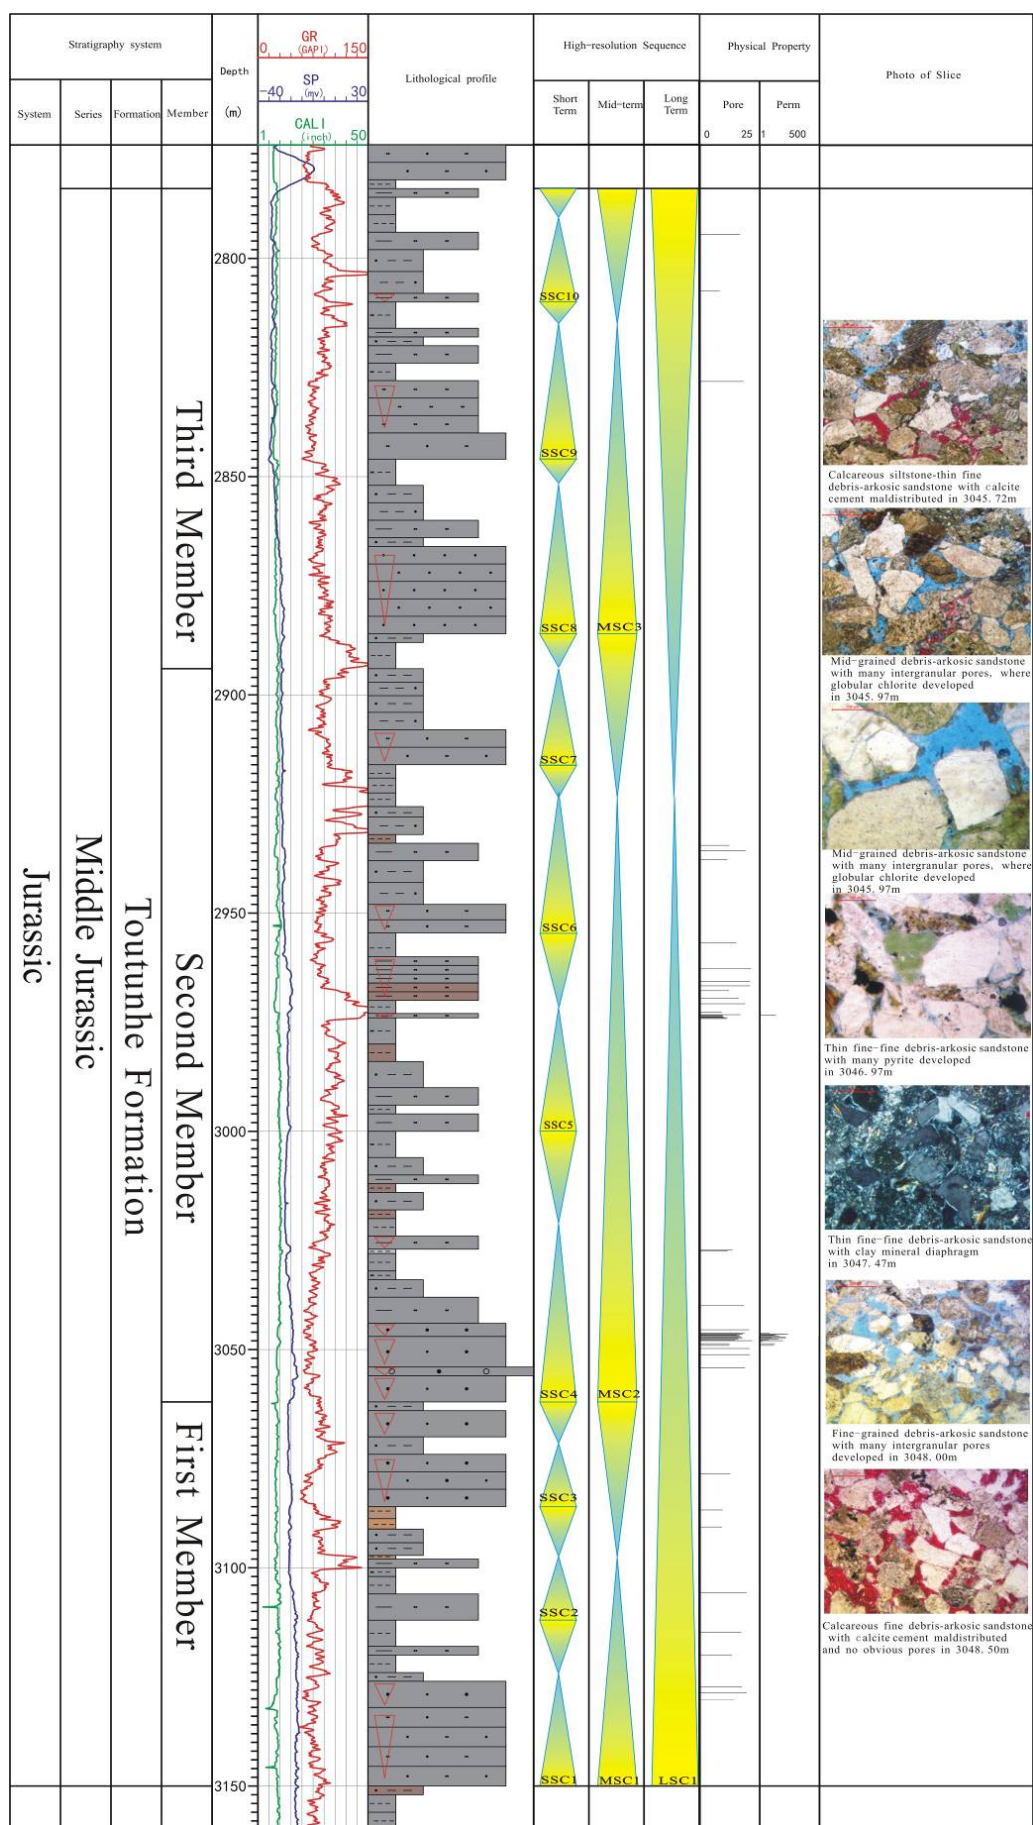 Stratigraphy system
Depth
(m)
GR
0 (GAPI) 150
SP
-40 (mv) 30
CALI
1 (inch) 50
Lithological profile
High-resolution Sequence
Physical Property
Photo of Slice
System
Series
Formation
Member
Short
Term
Mid-term
Long
Term
Pore
Perm
0 25
1 500
2800
2850
2900
2950
3000
3050
3100
3150
Jurassic
Middle Jurassic
Toutunhe Formation
Third Member
Second Member
First Member
SSC10
SSC9
SSC8
SSC7
SSC6
SSC5
SSC4
SSC3
SSC2
SSC1
MSC3
MSC2
MSC1
LSC1
Calcareous siltstone-thin fine
debris-arkosic sandstone with calcite
cement maldistributed in 3045.72m
Mid-grained debris-arkosic sandstone
with many intergranular pores, where
globular chlorite developed
in 3045.97m
Mid-grained debris-arkosic sandstone
with many intergranular pores, where
globular chlorite developed
in 3045.97m
Thin fine-fine debris-arkosic sandstone
with many pyrite developed
in 3046.97m
Thin fine-fine debris-arkosic sandstone
with clay mineral diaphragm
in 3047.47m
Fine-grained debris-arkosic sandstone
with many intergranular pores
developed in 3048.00m
Calcareous fine debris-arkosic sandstone
with calcite cement maldistributed
and no obvious pores in 3048.50m